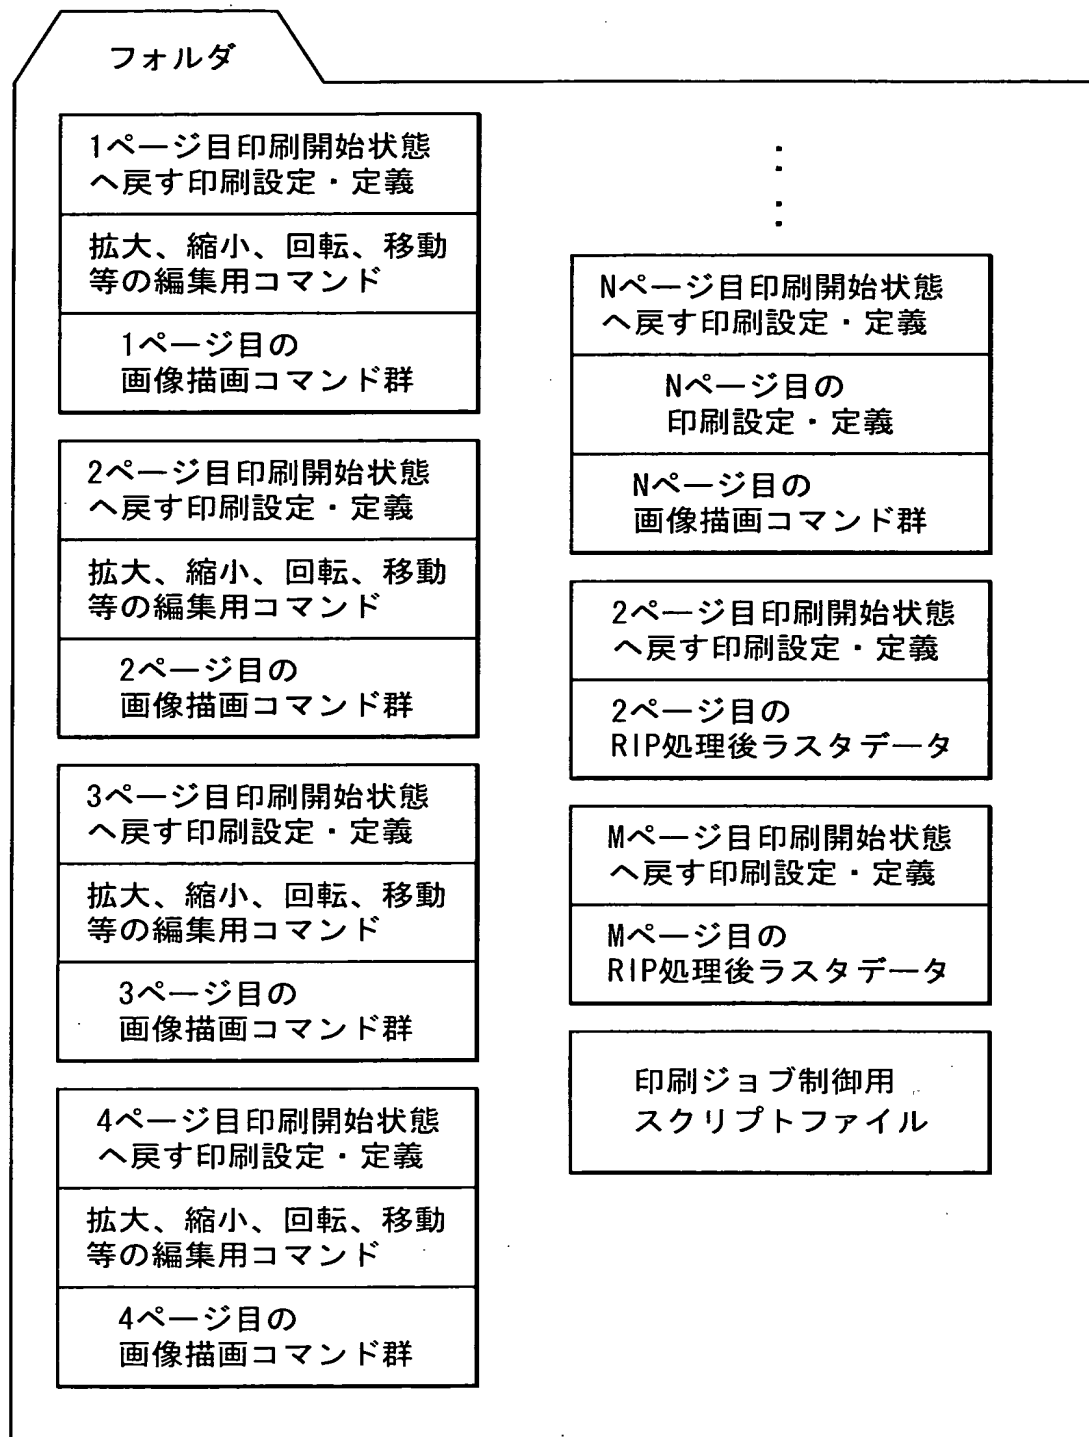 フォルダ
1ページ目印刷開始状態
へ戻す印刷設定・定義
拡大、縮小、回転、移動
等の編集用コマンド
1ページ目の
画像描画コマンド群
2ページ目印刷開始状態
へ戻す印刷設定・定義
拡大、縮小、回転、移動
等の編集用コマンド
2ページ目の
画像描画コマンド群
3ページ目印刷開始状態
へ戻す印刷設定・定義
拡大、縮小、回転、移動
等の編集用コマンド
3ページ目の
画像描画コマンド群
4ページ目印刷開始状態
へ戻す印刷設定・定義
拡大、縮小、回転、移動
等の編集用コマンド
4ページ目の
画像描画コマンド群
Nページ目印刷開始状態
へ戻す印刷設定・定義
Nページ目の
印刷設定・定義
Nページ目の
画像描画コマンド群
2ページ目印刷開始状態
へ戻す印刷設定・定義
2ページ目の
RIP処理後ラスタデータ
Mページ目印刷開始状態
へ戻す印刷設定・定義
Mページ目の
RIP処理後ラスタデータ
印刷ジョブ制御用
スクリプトファイル